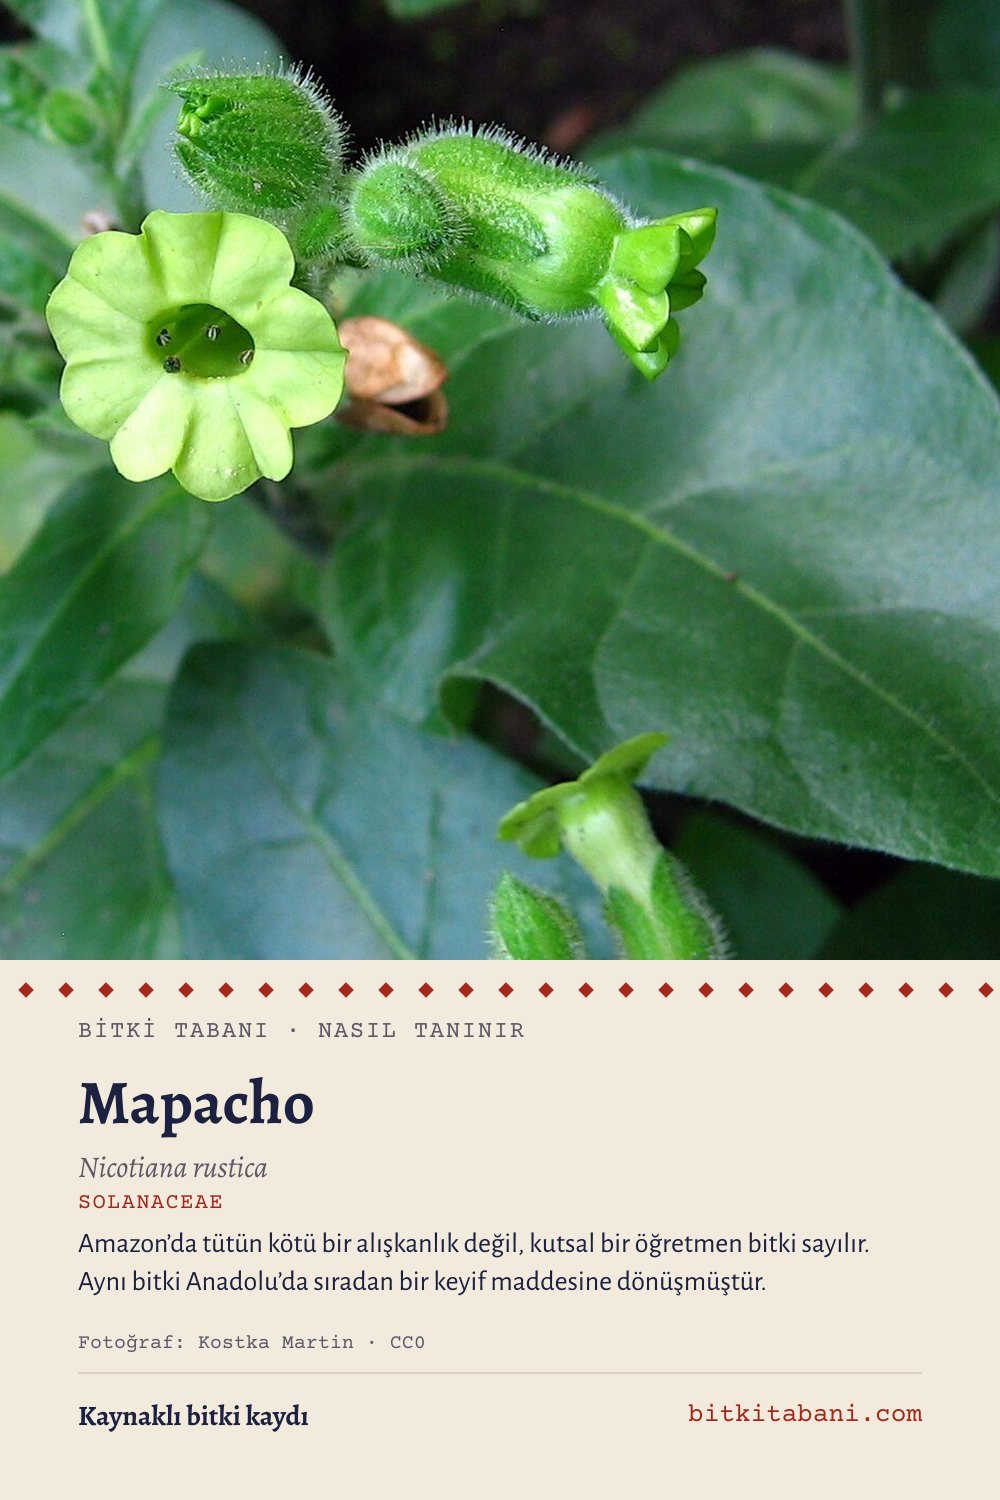 BİTKİ TABANI · NASIL TANINIR
Mapacho
Nicotiana rustica
SOLANACEAE
Amazon’da tütün kötü bir alışkanlık değil, kutsal bir öğretmen bitki sayılır.
Aynı bitki Anadolu’da sıradan bir keyif maddesine dönüşmüştür.
Fotoğraf: Kostka Martin · CC0
Kaynaklı bitki kaydı
bitkitabani.com